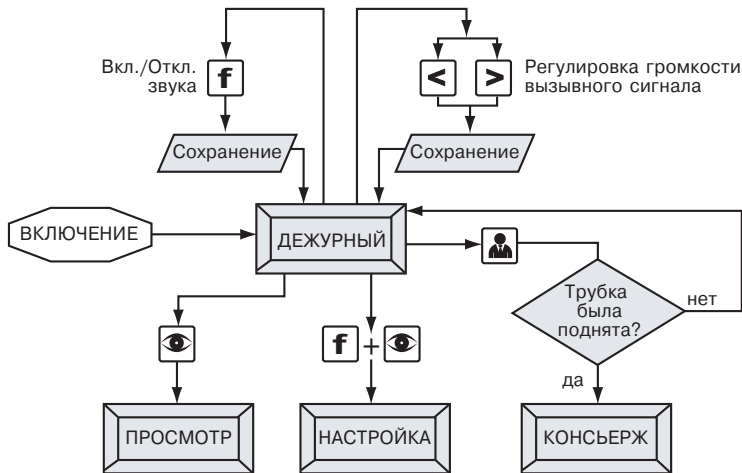 Вкл./Откл.
звука
f
<
>
Регулировка громкости
вызывного сигнала
Сохранение
Сохранение
ВКЛЮЧЕНИЕ
ДЕЖУРНЫЙ
Трубка
была
поднята?
нет
f + 
да
ПРОСМОТР
НАСТРОЙКА
КОНСЬЕРЖ